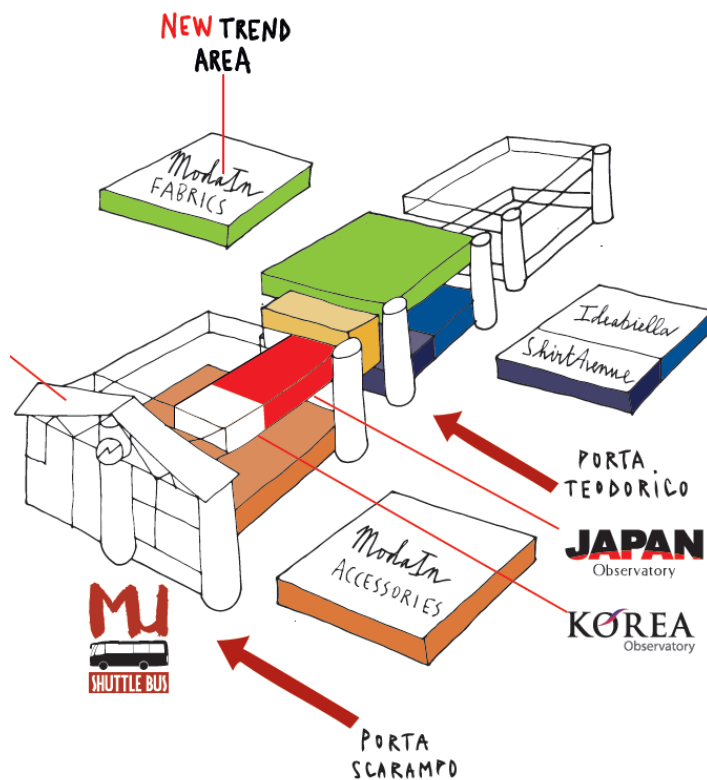 NEW TREND
AREA
ModaIn
FABRICS
Ideabiella
ShirtAvenue
PORTA
TEODORICO
JAPAN
Observatory
ModaIn
ACCESSORIES
KOREA
Observatory
MU
SHUTTLE BUS
PORTA
SCARAMPO